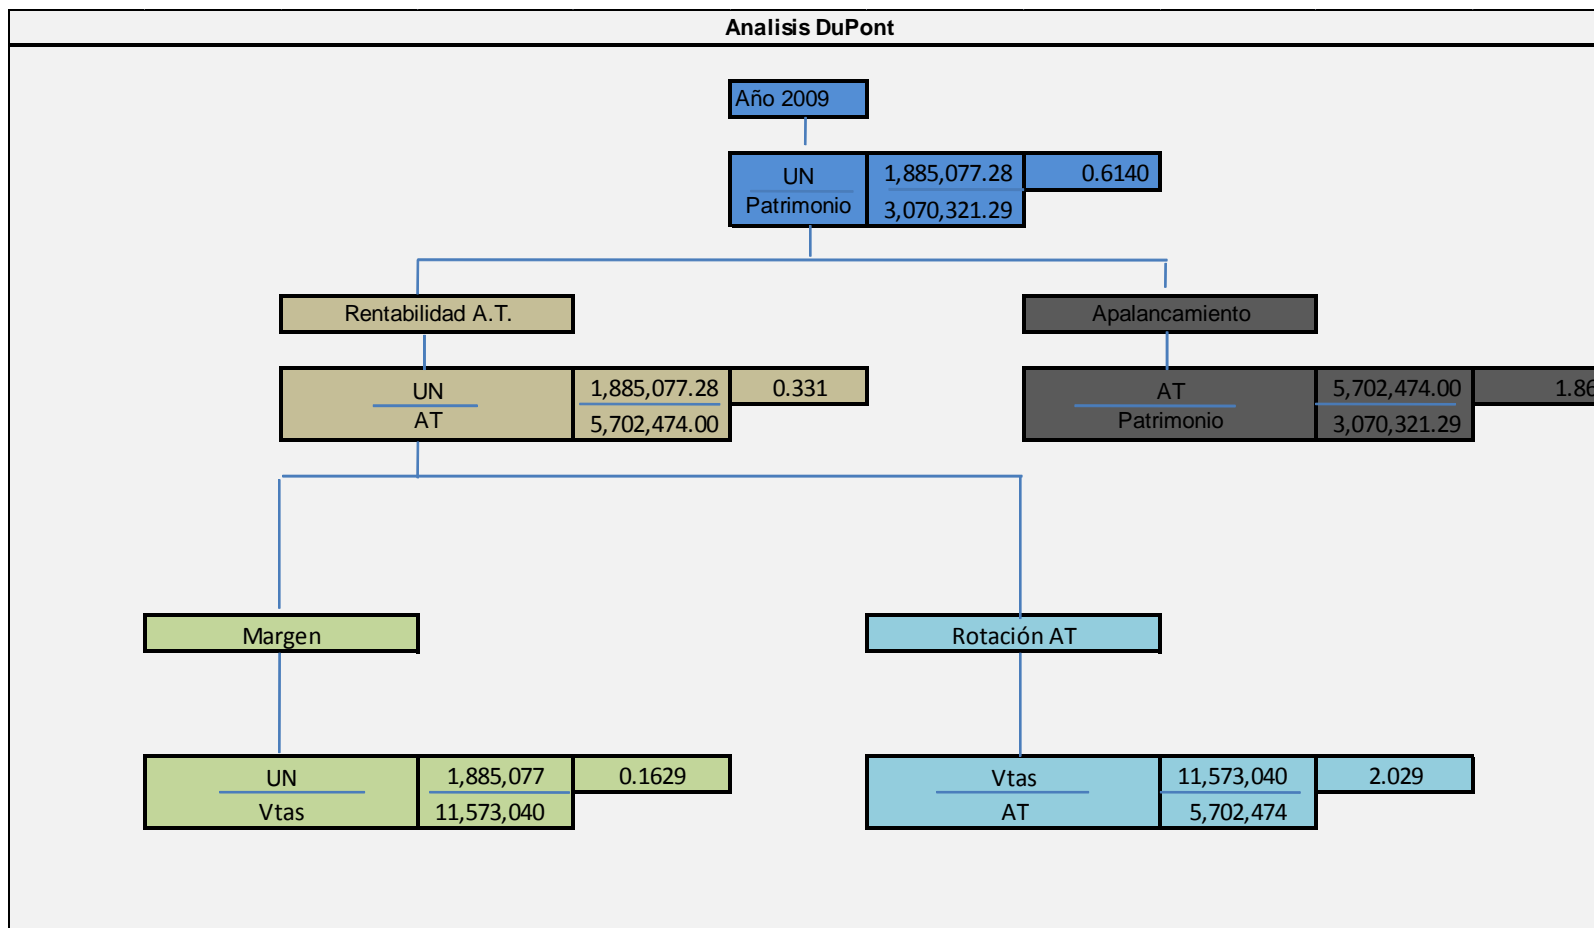 Analisis DuPont
Año 2009
UN 1,885,077.28 0.6140
Patrimonio 3,070,321.29
Rentabilidad A.T. Apalancamiento
UN 1,885,077.28 0.331 AT 5,702,474.00 1.86
AT 5,702,474.00 Patrimonio 3,070,321.29
Margen Rotación AT
UN 1,885,077 0.1629 Vtas 11,573,040 2.029
Vtas 11,573,040 AT 5,702,474